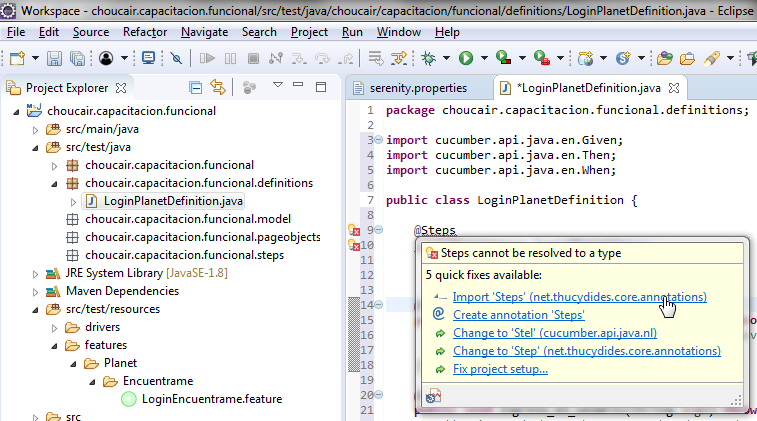 Workspace - choucair.capacitacion.funcional/src/test/java/choucair/capacitacion/funcional/definitions/LoginPlanetDefinition.java - Eclipse
File Edit Source Refactor Navigate Search Project Run Window Help
Project Explorer
serenity.properties
*LoginPlanetDefinition.java
choucair.capacitacion.funcional
src/main/java
src/test/java
choucair.capacitacion.funcional
choucair.capacitacion.funcional.definitions
LoginPlanetDefinition.java
choucair.capacitacion.funcional.model
choucair.capacitacion.funcional.pageobjects
choucair.capacitacion.funcional.steps
JRE System Library [JavaSE-1.8]
Maven Dependencies
src/test/resources
drivers
features
Planet
Encuentrame
LoginEncuentrame.feature
src
1 package choucair.capacitacion.funcional.definitions;
2
3 import cucumber.api.java.en.Given;
4 import cucumber.api.java.en.Then;
5 import cucumber.api.java.en.When;
6
7 public class LoginPlanetDefinition {
8
9 @Steps
10
14
20
21
Steps cannot be resolved to a type
5 quick fixes available:
Import 'Steps' (net.thucydides.core.annotations)
Create annotation 'Steps'
Change to 'Stel' (cucumber.api.java.nl)
Change to 'Step' (net.thucydides.core.annotations)
Fix project setup...